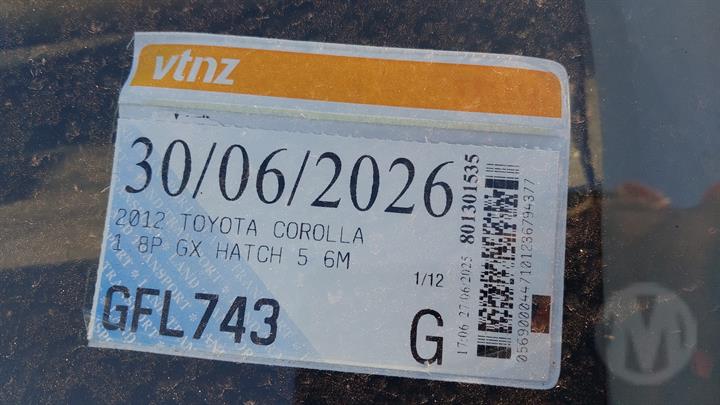 vtnz
30/06/2026
2012 TOYOTA COROLLA
1 8P GX HATCH 5 6M
1/12
GFL743
G
17:06 27/06/2025
801301535
0569000447101236794377
M